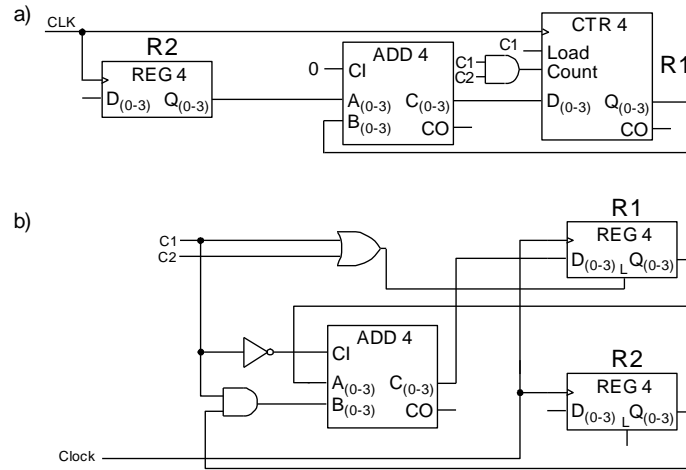 a)
CLK
R2
REG 4
D(0-3) Q(0-3)
0
ADD 4
CI
A(0-3) C(0-3)
B(0-3)
CO
C1
C2
C1
CTR 4
Load
Count
D(0-3) Q(0-3)
CO
R1
b)
C1
C2
R1
REG 4
D(0-3) L Q(0-3)
ADD 4
CI
A(0-3) C(0-3)
B(0-3) CO
R2
REG 4
D(0-3) L Q(0-3)
Clock